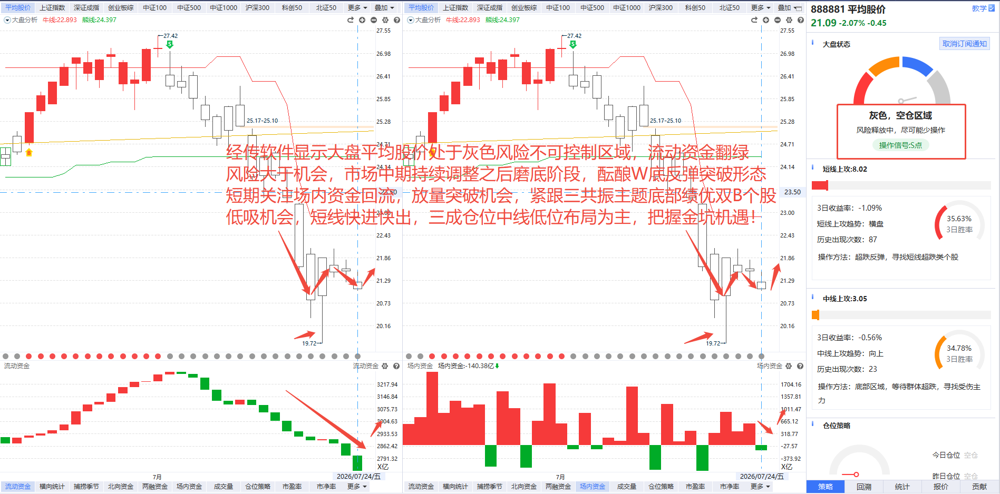 平均股价 上证指数 深证成指 创业板综 中证100 中证500 中证1000 沪深300 科创50 北证50 更多 叠加
平均股价 上证指数 深证成指 创业板综 中证100 中证500 中证1000 沪深300 科创50 北证50 更多 叠加
大盘分析 牛线:22.893 熊线:24.397
大盘分析 牛线:22.893 熊线:24.397
27.42
S
27.55
26.98
26.41
25.85
25.28
24.71
24.14
23.50
23.00
22.43
21.86
21.29
20.73
20.16
25.17-25.10
B
19.72
27.42
S
27.55
26.98
26.41
25.85
25.28
24.71
24.14
23.50
23.00
22.43
21.86
21.29
20.73
20.16
25.17-25.10
19.72
经传软件显示大盘平均股价处于灰色风险不可控制区域，流动资金翻绿
风险大于机会，市场中期持续调整之后磨底阶段，酝酿W底反弹突破形态
短期关注场内资金回流，放量突破机会，紧跟三共振主题底部绩优双B个股
低吸机会，短线快进快出，三成仓位中线低位布局为主，把握金坑机遇！
流动资金 流动资金
3217.94
3146.84
3075.73
3004.63
2933.53
2862.42
2791.32
X亿
7月 2026/07/24/五
场内资金 场内资金:-140.38亿 场内资金
1704.16
1357.81
1011.47
665.12
318.77
-27.57
-373.92
X亿
7月 2026/07/24/五
流动资金 横向统计 捕捞季节 北向资金 两融资金 场内资金 成交量 仓位策略 市盈率 市净率 更多
流动资金 横向统计 捕捞季节 北向资金 两融资金 场内资金 成交量 仓位策略 市盈率 市净率 更多
888881 平均股价 教学
21.09 -2.07% -0.45
大盘状态 取消订阅通知
灰色，空仓区域
风险释放中，尽可能少操作
操作信号:S点
短线上攻:8.02
3日收益率：-1.09%
短线上攻趋势：横盘
历史出现次数：87
35.63%
3日胜率
操作方法：超跌反弹，寻找短线超跌类个股
中线上攻:3.05
3日收益率：-0.56%
中线上攻趋势：向上
历史出现次数：23
34.78%
3日胜率
操作方法：底部区域，等待群体超跌，寻找受伤主
力
仓位策略
今日仓位 空仓
昨日仓位 空仓
策略 回溯 统计 报价 贡献